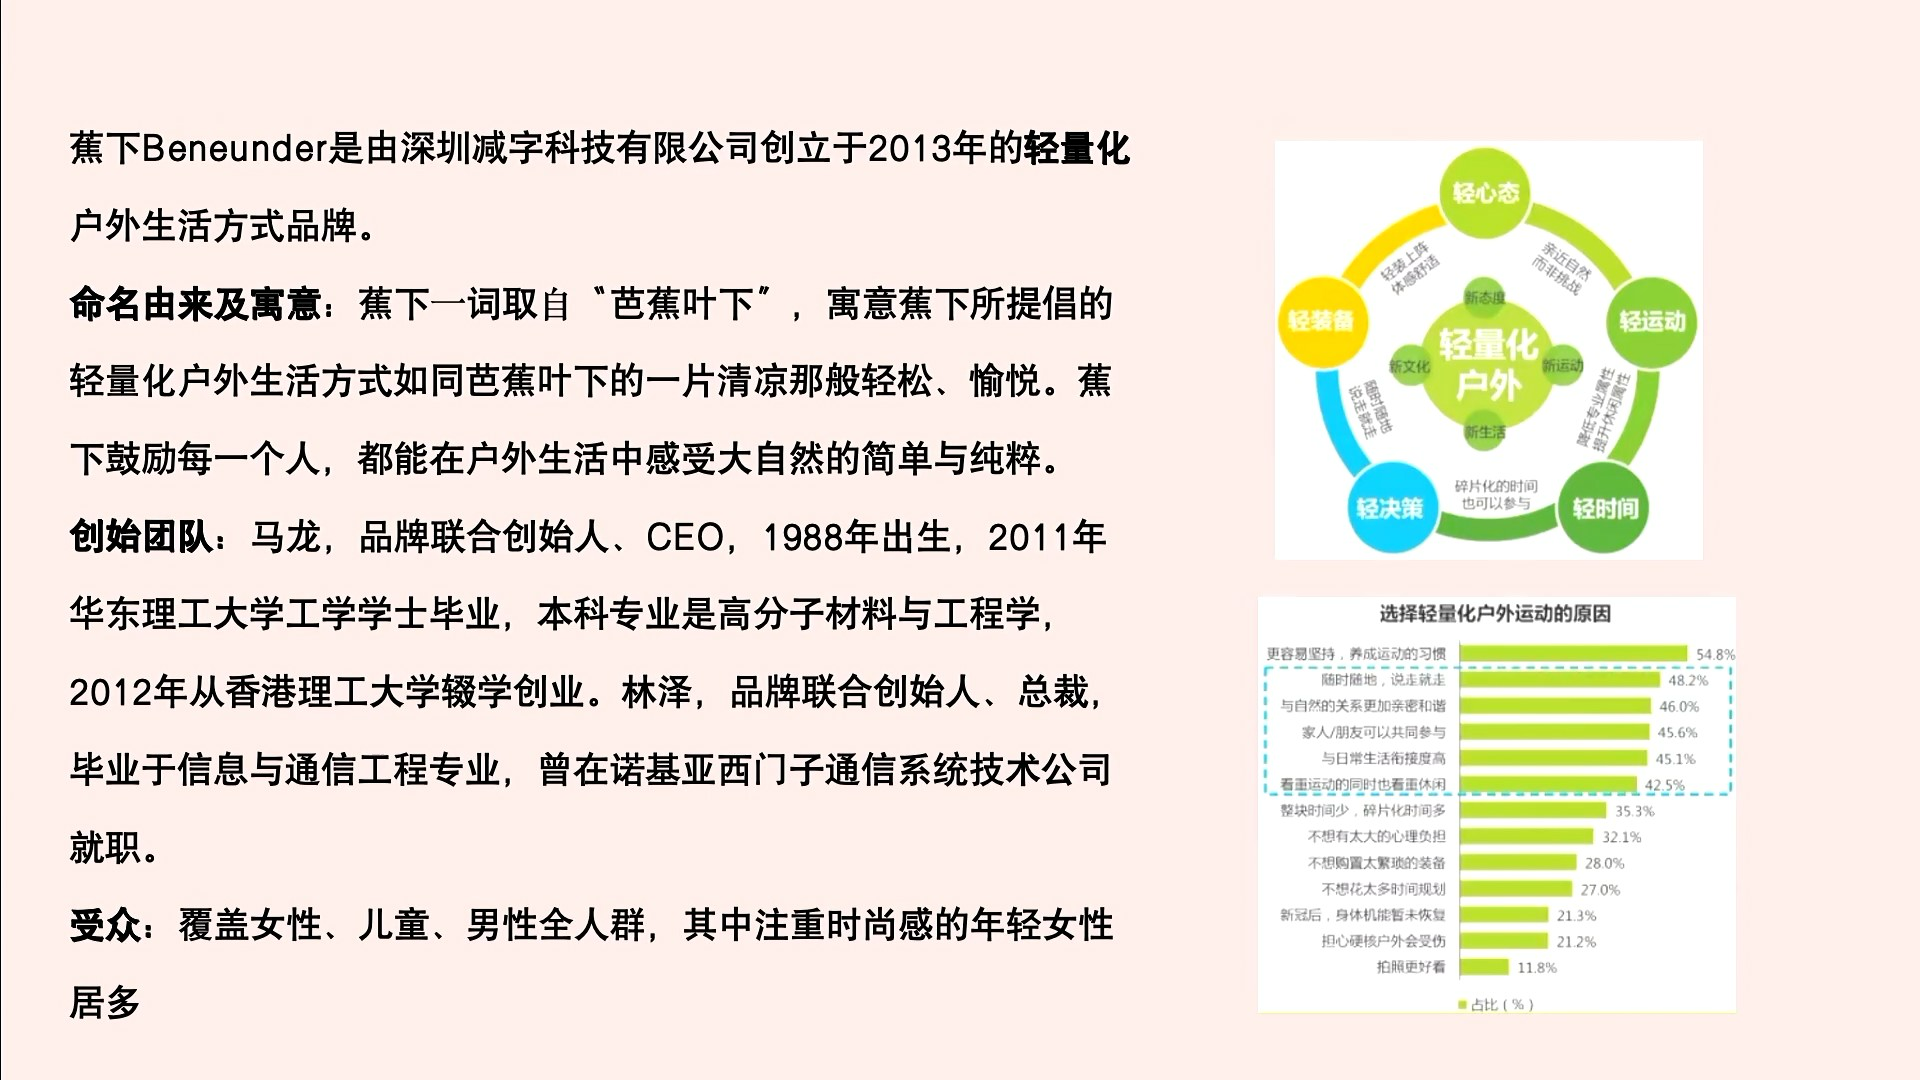 蕉下Beneunder是由深圳减字科技有限公司创立于2013年的轻量化
户外生活方式品牌。
命名由来及寓意：蕉下一词取自“芭蕉叶下”，寓意蕉下所提倡的
轻量化户外生活方式如同芭蕉叶下的一片清凉那般轻松、愉悦。蕉
下鼓励每一个人，都能在户外生活中感受大自然的简单与纯粹。
创始团队：马龙，品牌联合创始人、CEO，1988年出生，2011年
华东理工大学工学学士毕业，本科专业是高分子材料与工程学，
2012年从香港理工大学辍学创业。林泽，品牌联合创始人、总裁，
毕业于信息与通信工程专业，曾在诺基亚西门子通信系统技术公司
就职。
受众：覆盖女性、儿童、男性全人群，其中注重时尚感的年轻女性
居多
轻心态
轻装上阵
体感舒适
亲近自然
而非挑战
轻装备
新态度
轻运动
轻量化
户外
新文化
新运动
新生活
随时随地
说走就走
降低专业属性
提升休闲属性
轻决策
碎片化的时间
也可以参与
轻时间
选择轻量化户外运动的原因
更容易坚持，养成运动的习惯 54.8%
随时随地，说走就走 48.2%
与自然的关系更加亲密和谐 46.0%
家人/朋友可以共同参与 45.6%
与日常生活衔接度高 45.1%
看重运动的同时也看重休闲 42.5%
整块时间少，碎片化时间多 35.3%
不想有太大的心理负担 32.1%
不想购置太繁琐的装备 28.0%
不想花太多时间规划 27.0%
新冠后，身体机能暂未恢复 21.3%
担心硬核户外会受伤 21.2%
拍照更好看 11.8%
占比（%）